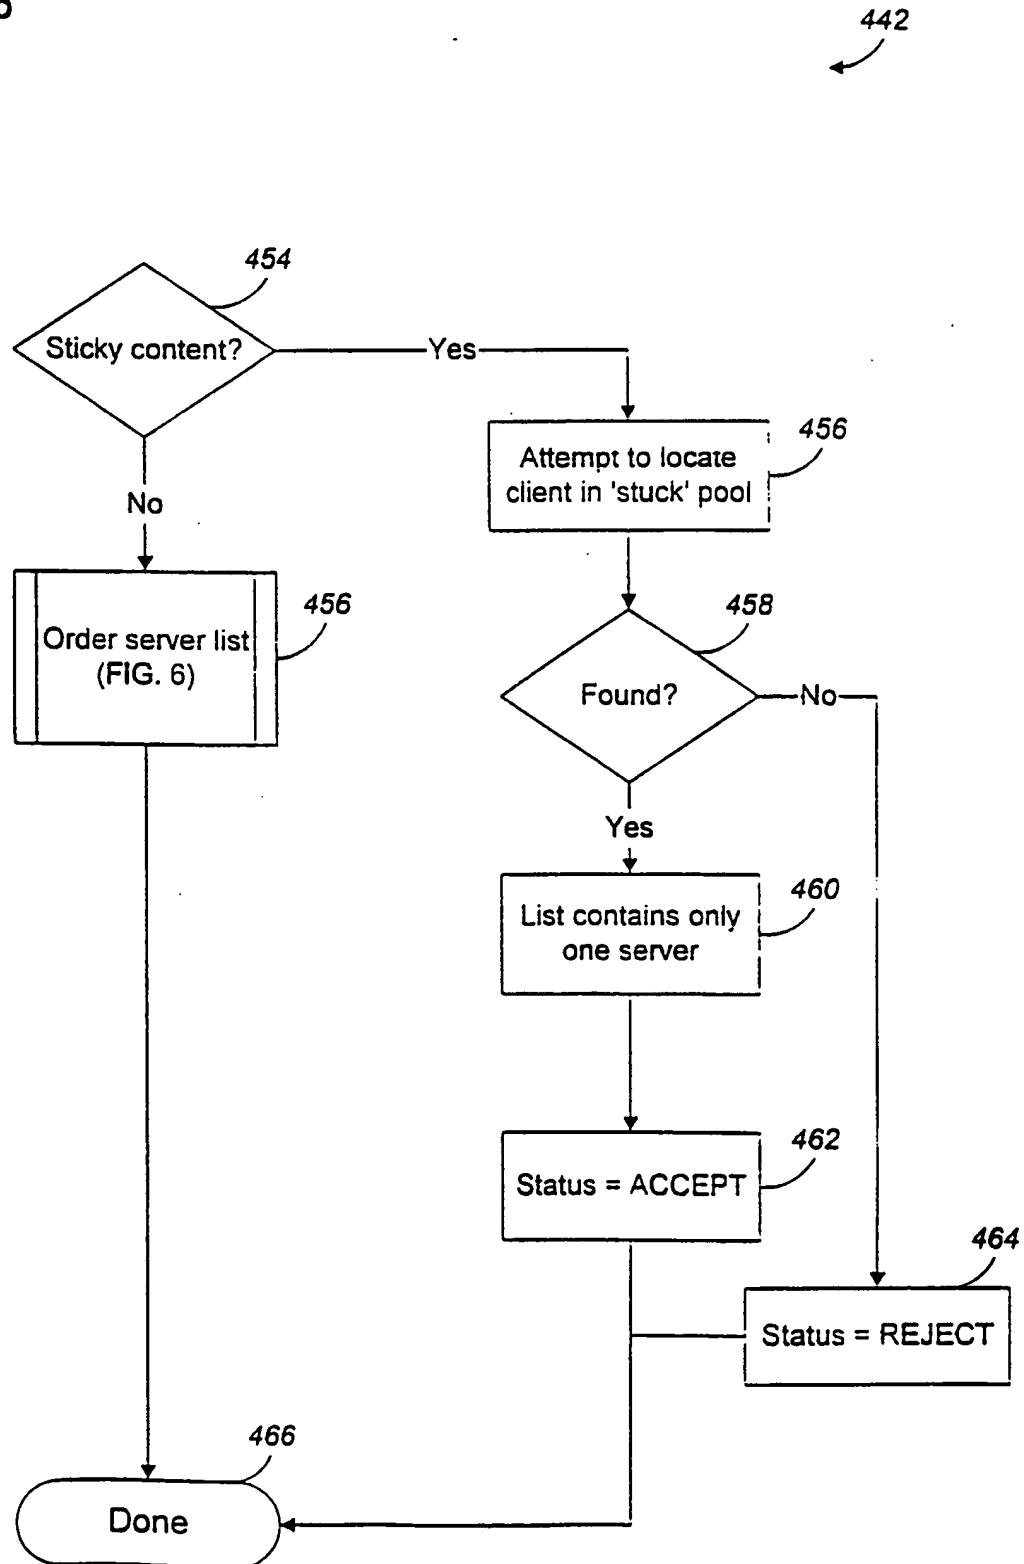 442
454
Sticky content?
Yes
456
Attempt to locate
client in 'stuck' pool
No
456
Order server list
(FIG. 6)
458
Found?
No
Yes
460
List contains only
one server
462
Status = ACCEPT
464
Status = REJECT
466
Done